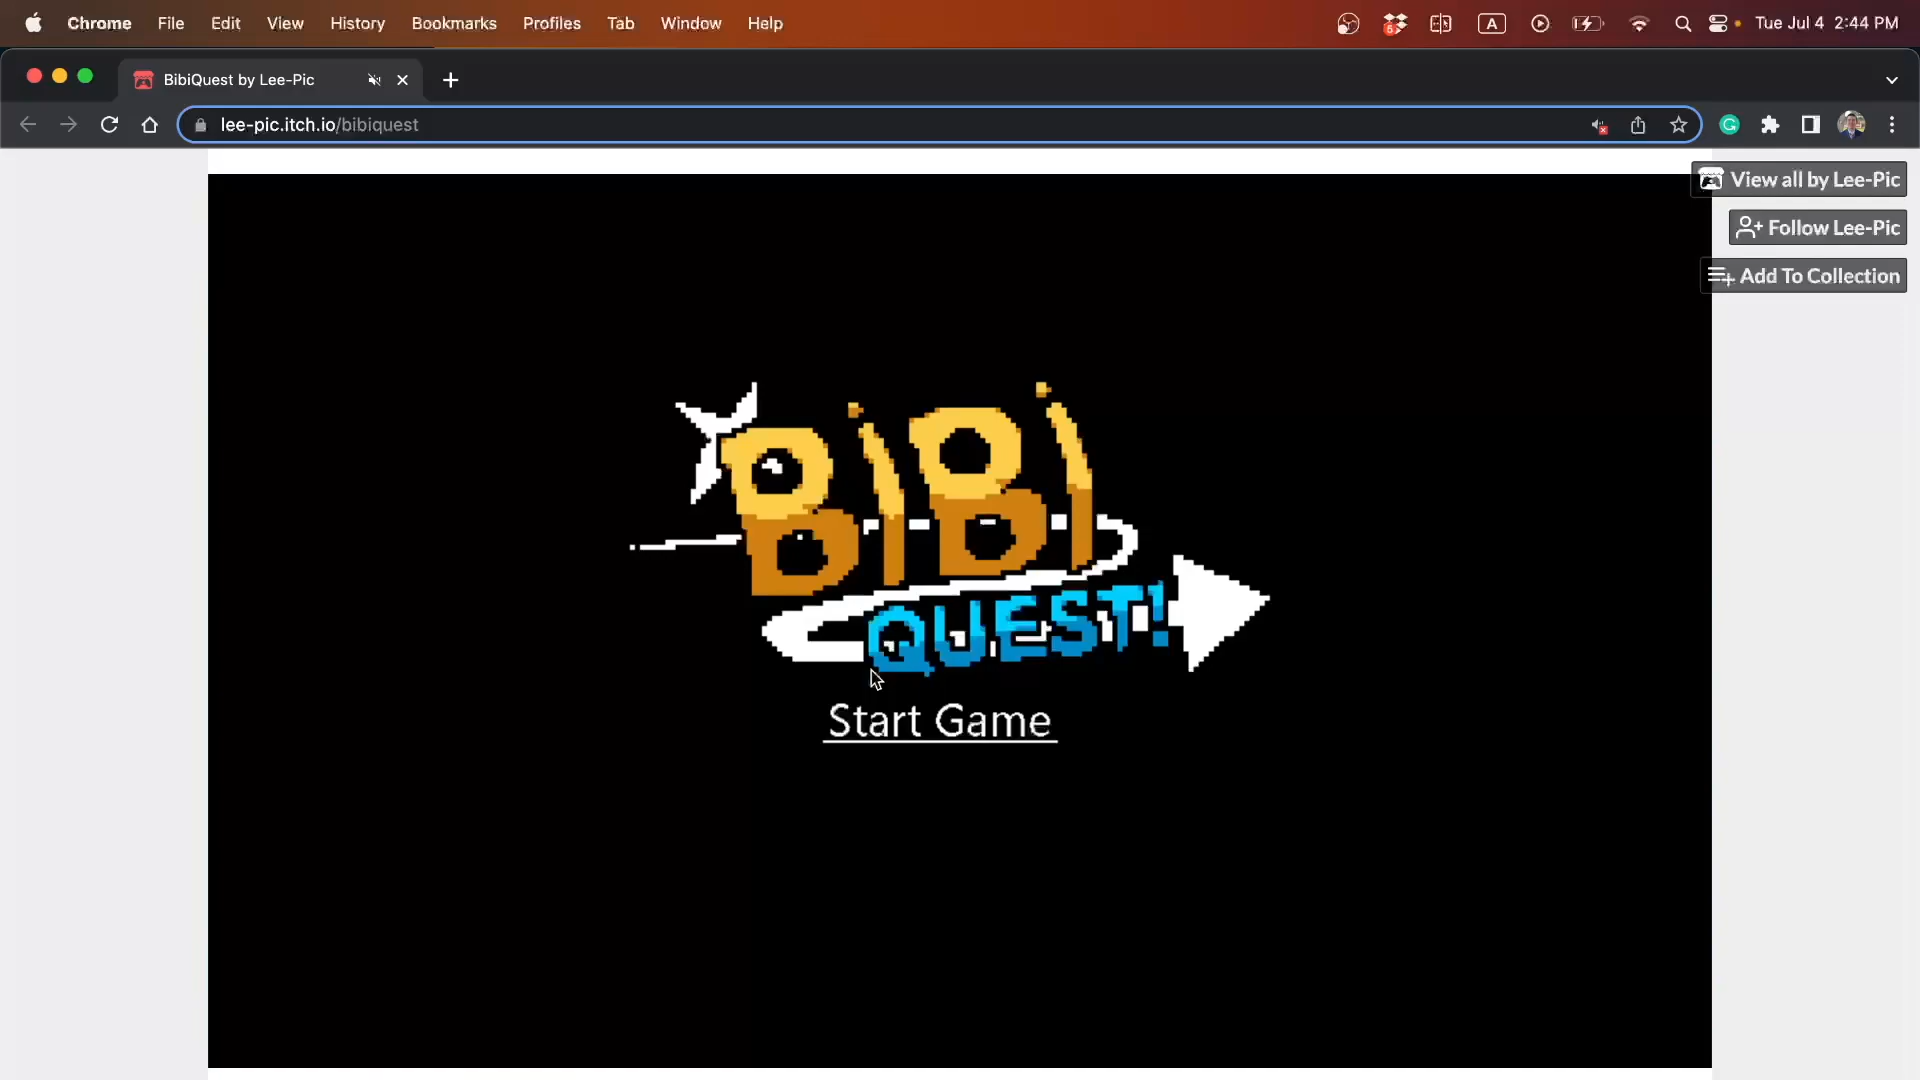 Chrome File Edit View History Bookmarks Profiles Tab Window Help A Tue Jul 4 2:44 PM
BibiQuest by Lee-Pic
lee-pic.itch.io/bibiquest
View all by Lee-Pic
Follow Lee-Pic
Add To Collection
BiBi
QUEST!
Start Game